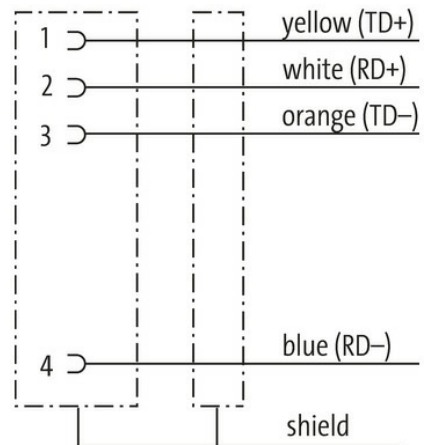 1 yellow (TD+)
2 white (RD+)
3 orange (TD–)
4 blue (RD–)
shield